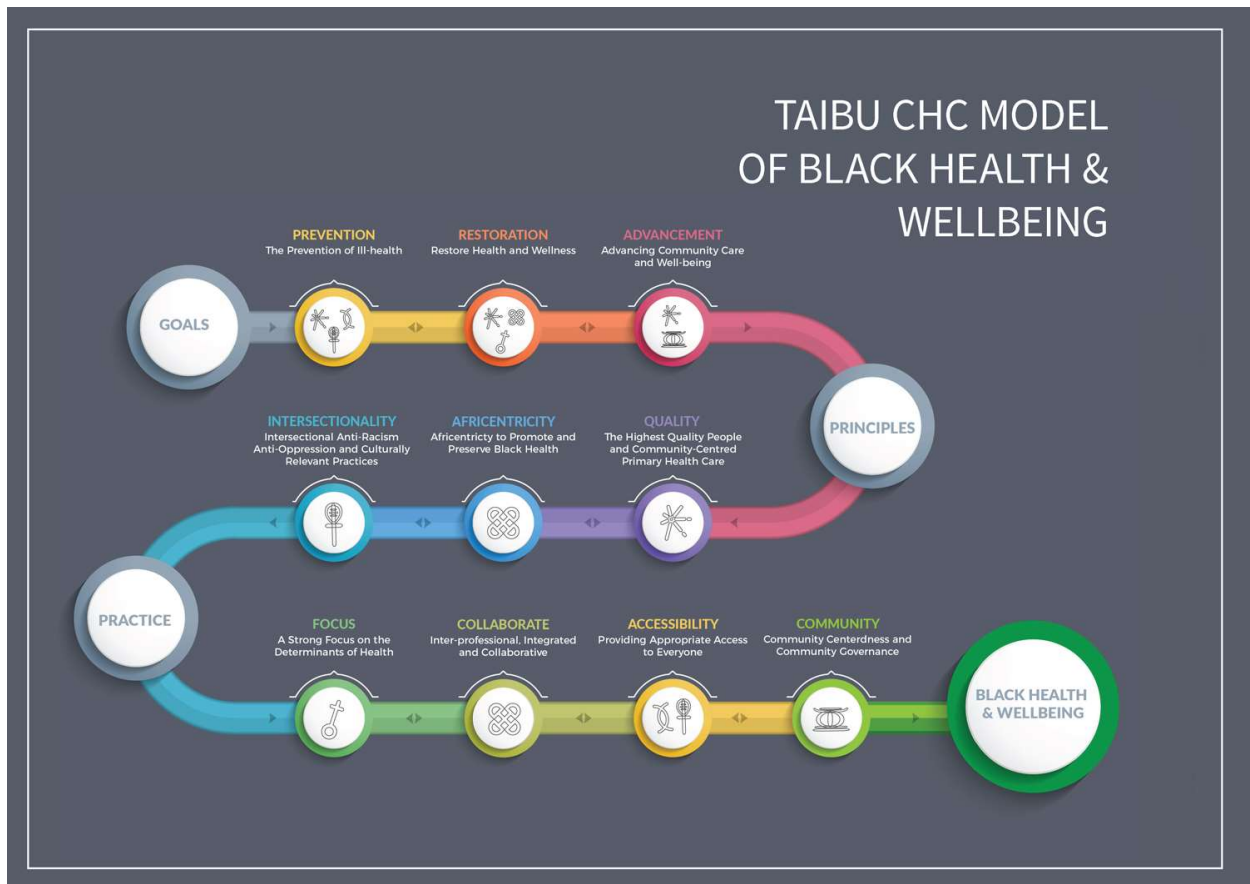 TAIBU CHC MODEL
OF BLACK HEALTH &
WELLBEING
GOALS
PREVENTION
The Prevention of Ill-health
RESTORATION
Restore Health and Wellness
ADVANCEMENT
Advancing Community Care
and Well-being
PRINCIPLES
QUALITY
The Highest Quality People
and Community-Centred
Primary Health Care
AFRICENTRICITY
Africentricty to Promote and
Preserve Black Health
INTERSECTIONALITY
Intersectional Anti-Racism
Anti-Oppression and Culturally
Relevant Practices
PRACTICE
FOCUS
A Strong Focus on the
Determinants of Health
COLLABORATE
Inter-professional, Integrated
and Collaborative
ACCESSIBILITY
Providing Appropriate Access
to Everyone
COMMUNITY
Community Centerdness and
Community Governance
BLACK HEALTH
& WELLBEING